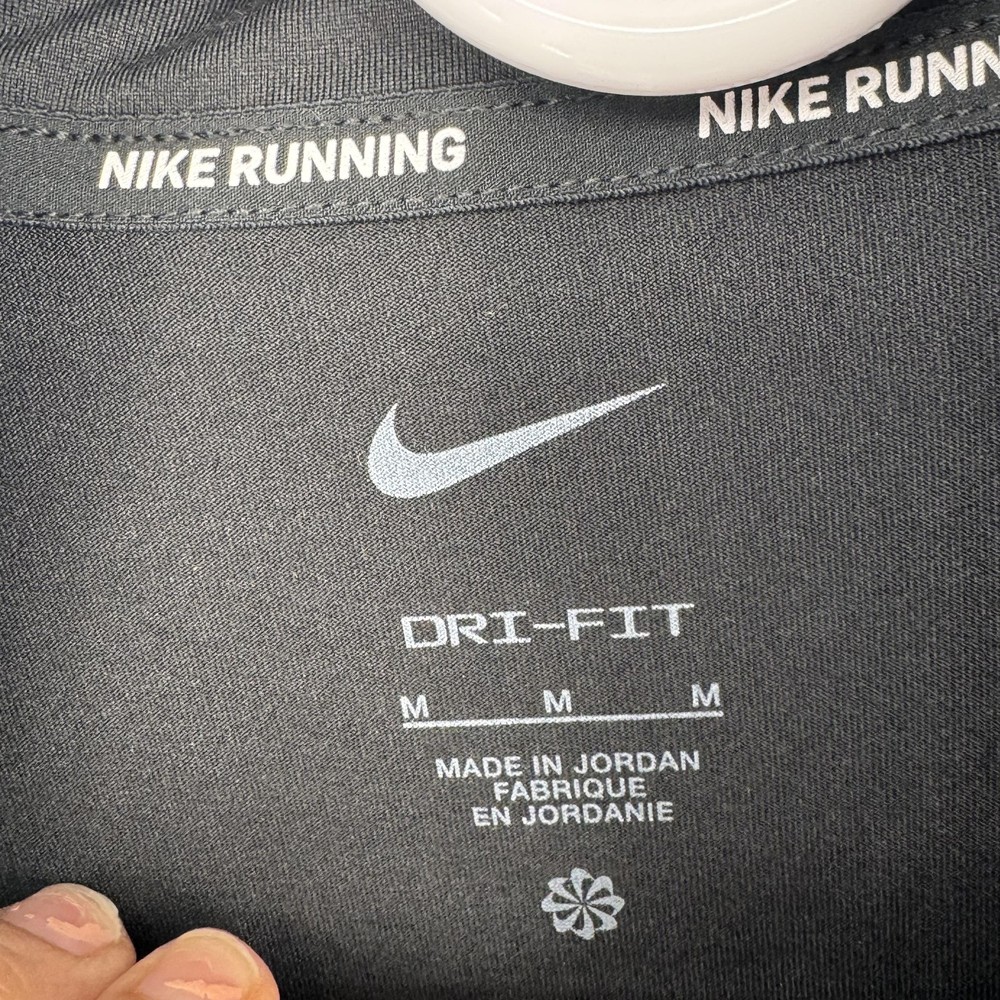 NIKE RUNNING
NIKE RUNN
DRI-FIT
M M M
MADE IN JORDAN
FABRIQUE
EN JORDANIE